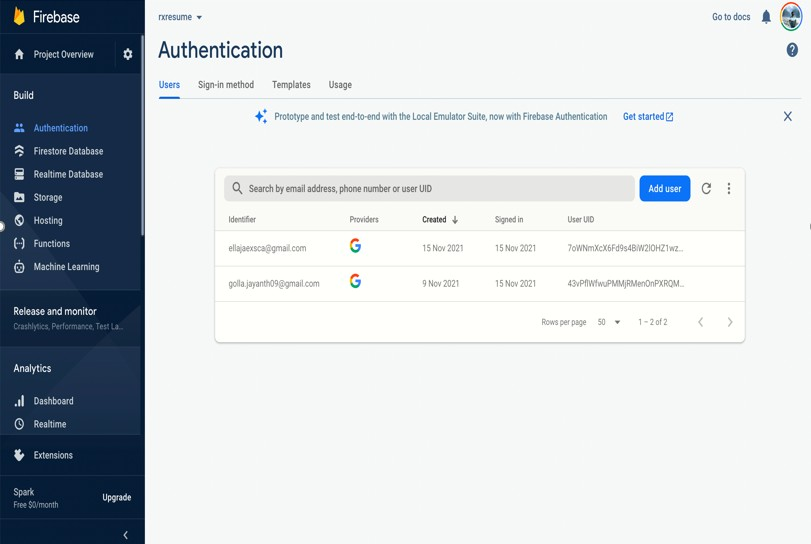 Firebase
Project Overview
Build
Authentication
Firestore Database
Realtime Database
Storage
Hosting
Functions
Machine Learning
Release and monitor
Crashlytics, Performance, Test La...
Analytics
Dashboard
Realtime
Extensions
Spark
Free $0/month
Upgrade
rxresume
Go to docs
Authentication
Users Sign-in method Templates Usage
Prototype and test end-to-end with the Local Emulator Suite, now with Firebase Authentication Get started
Search by email address, phone number or user UID
Add user
Identifier Providers Created Signed in User UID
ellajaexsca@gmail.com 15 Nov 2021 15 Nov 2021 7oWNmXcX6Fd9s4BiW2IOHZ1wz...
golla.jayanth09@gmail.com 9 Nov 2021 15 Nov 2021 43vPflWfwuPMMjRMenOnPXRQM...
Rows per page 50 1 – 2 of 2